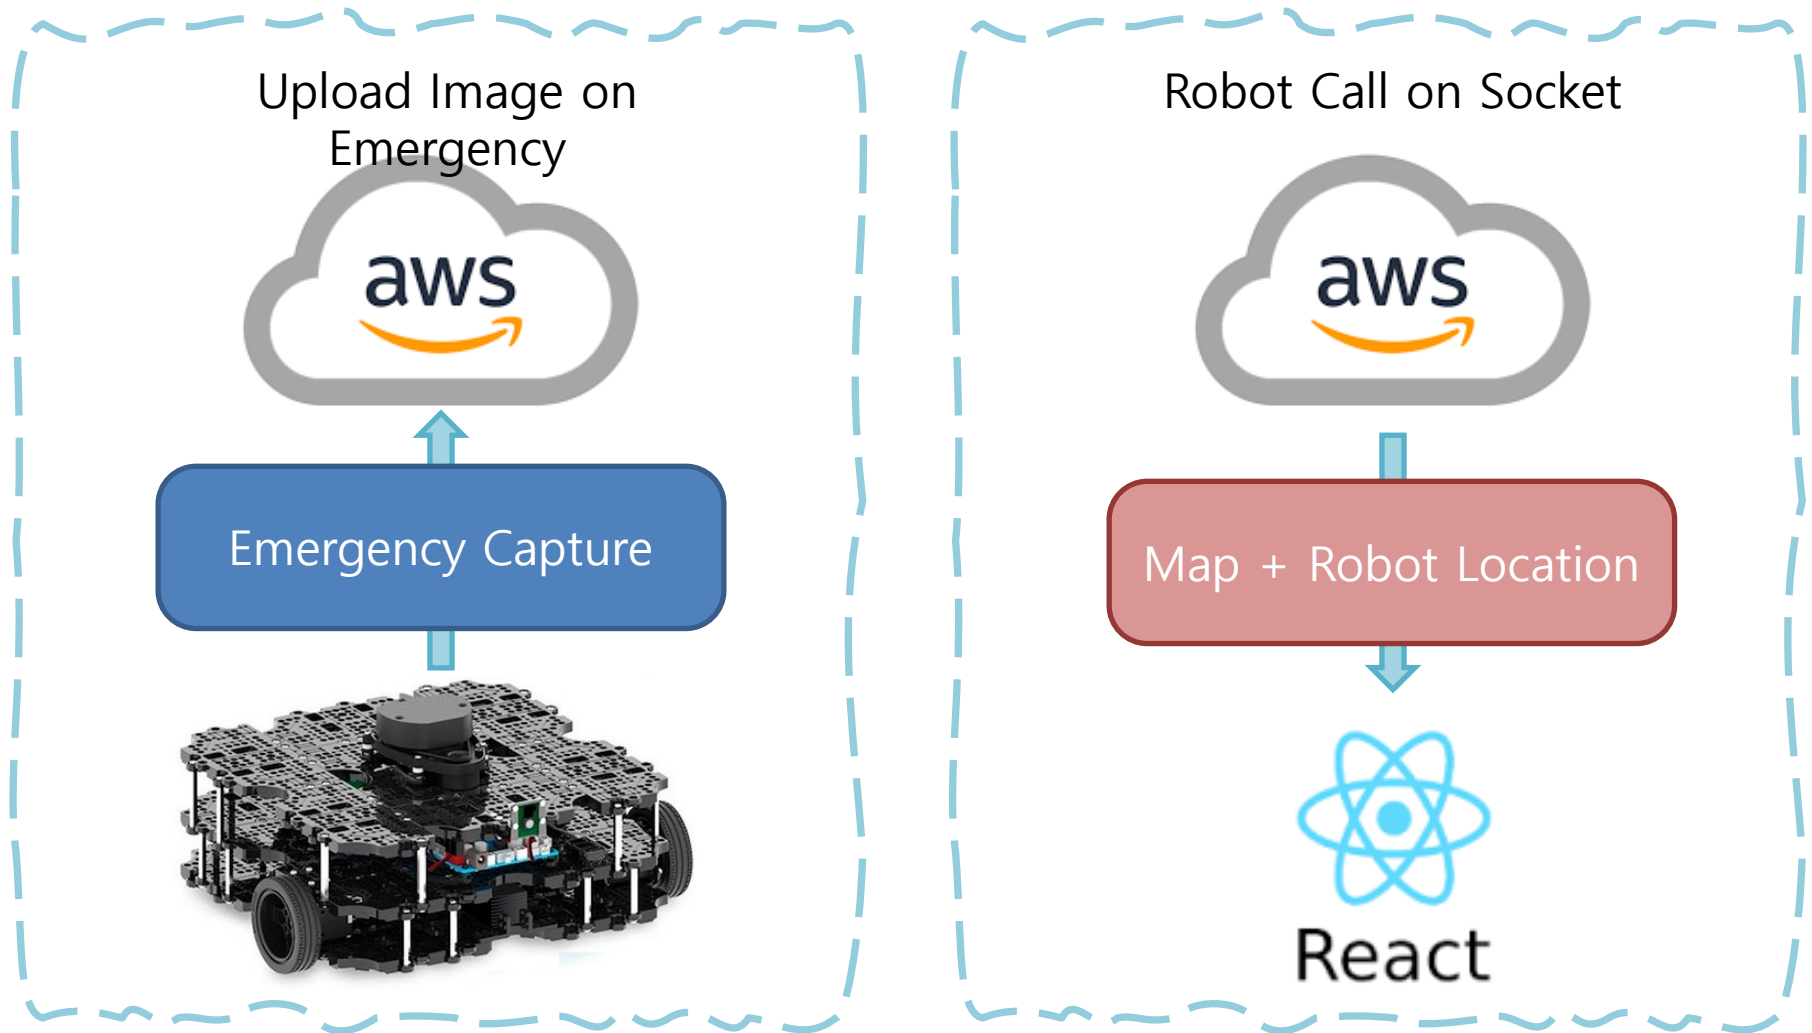 Upload Image on
Emergency
aws
Emergency Capture
Robot Call on Socket
aws
Map + Robot Location
React